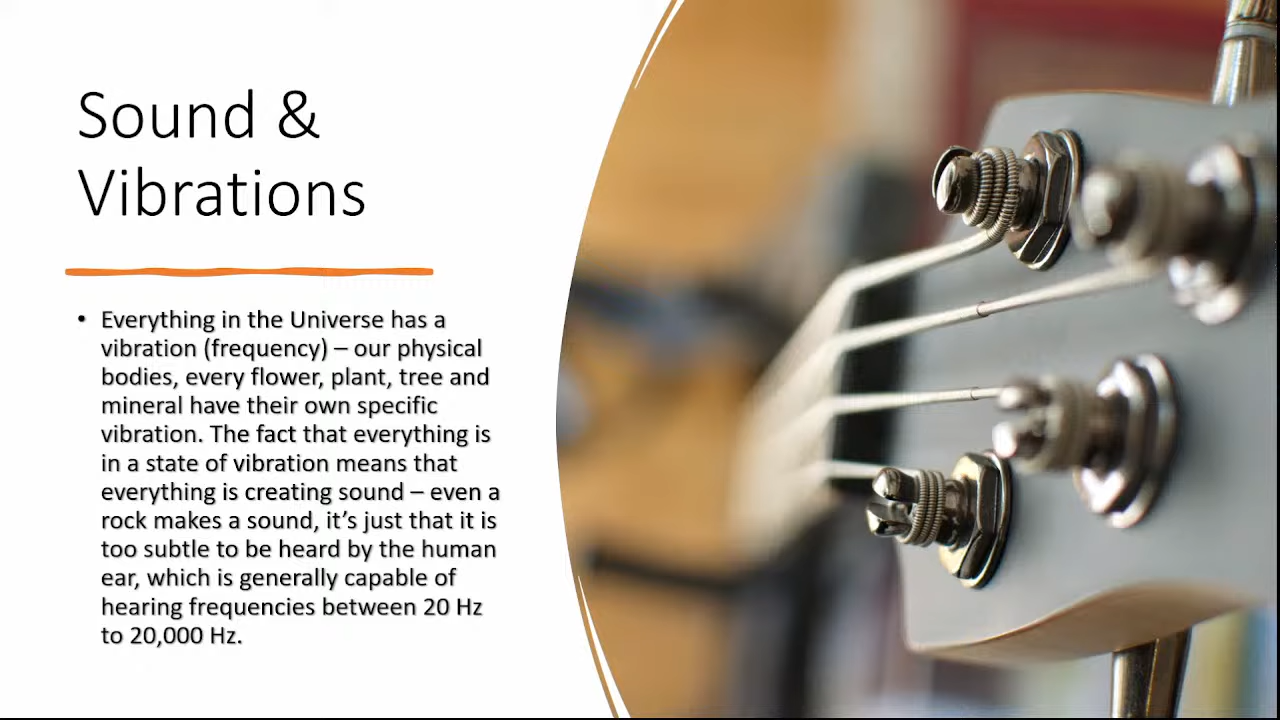 Sound &
Vibrations
• Everything in the Universe has a
vibration (frequency) – our physical
bodies, every flower, plant, tree and
mineral have their own specific
vibration. The fact that everything is
in a state of vibration means that
everything is creating sound – even a
rock makes a sound, it’s just that it is
too subtle to be heard by the human
ear, which is generally capable of
hearing frequencies between 20 Hz
to 20,000 Hz.